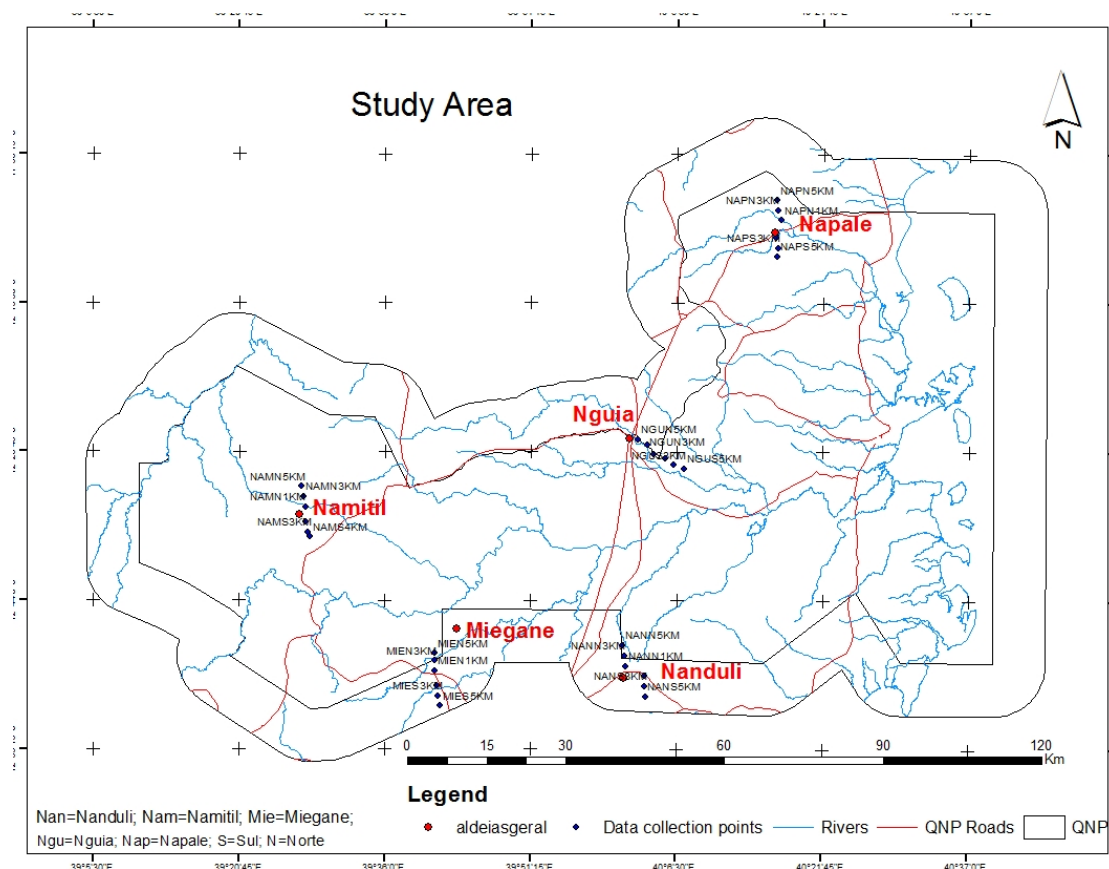 Study Area
N
NAPN5KM
NAPN3KM
NAPN1KM
Napale
NAPS3KM
NAPS5KM
Nguia
NGUN5KM
NGUN3KM
NGUS5KM
NAMN5KM
NAMN3KM
NAMN1KM
Namitil
NAMS3KM
NAMS4KM
Miegane
MIEN5KM
MIEN3KM
MIEN1KM
MIES3KM
MIES5KM
NANN5KM
NANN3KM
NANN1KM
Nanduli
NANS3KM
NANS5KM
0 15 30 60 90 120
Km
Legend
Nan=Nanduli; Nam=Namitil; Mie=Miegane;
Ngu=Nguia; Nap=Napale; S=Sul; N=Norte
aldeiasgeral Data collection points Rivers QNP Roads QNP
39°5'30"E 39°20'45"E 39°36'0"E 39°51'15"E 40°6'30"E 40°21'45"E 40°37'0"E